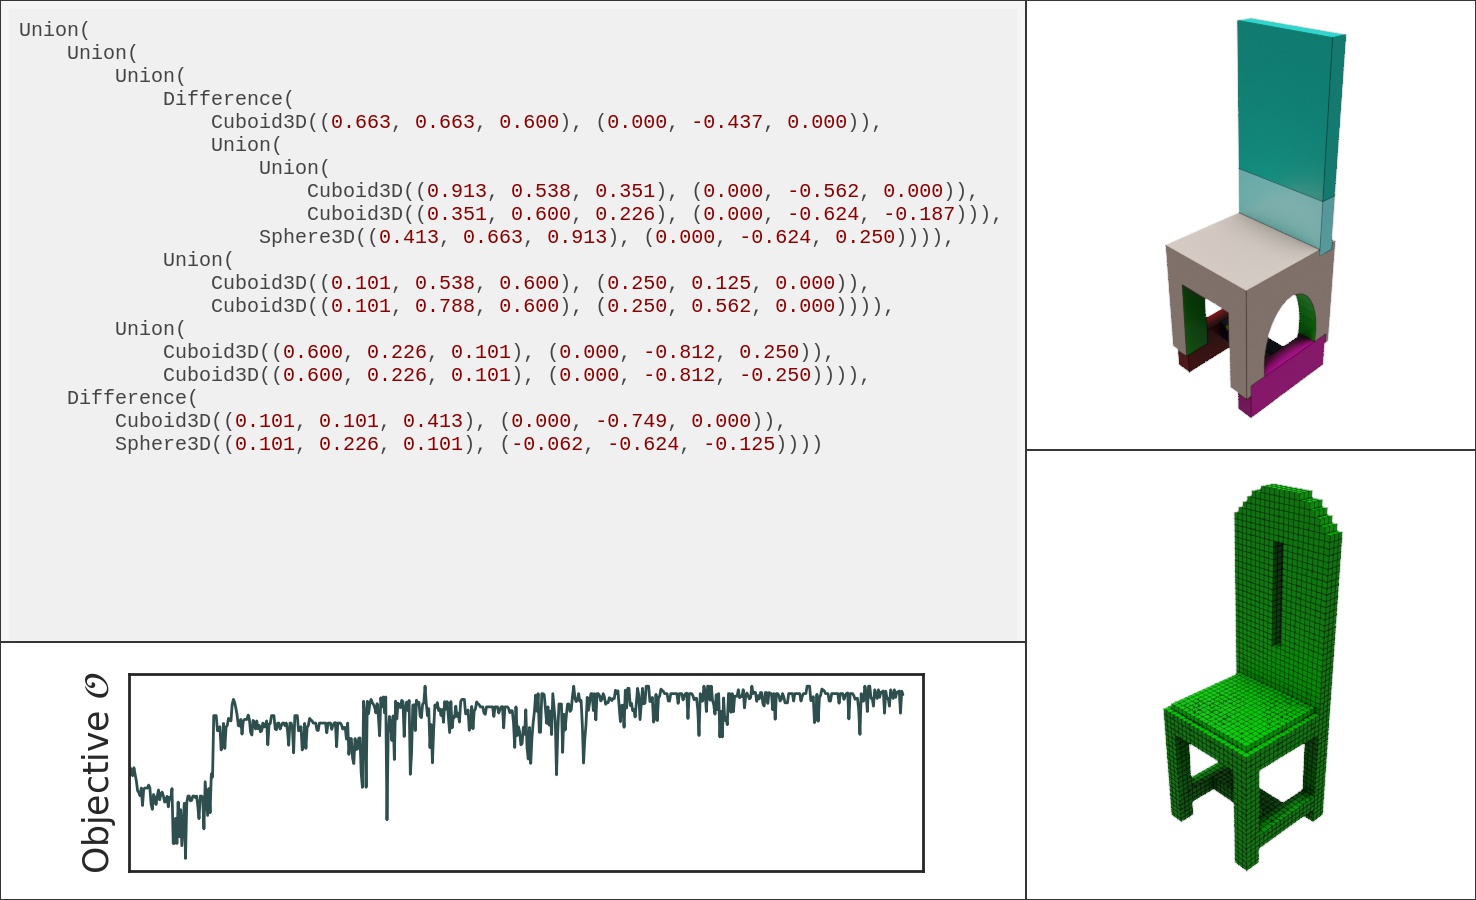 Union(
    Union(
        Union(
            Difference(
                Cuboid3D((0.663, 0.663, 0.600), (0.000, -0.437, 0.000)),
                Union(
                    Union(
                        Cuboid3D((0.913, 0.538, 0.351), (0.000, -0.562, 0.000)),
                        Cuboid3D((0.351, 0.600, 0.226), (0.000, -0.624, -0.187))),
                    Sphere3D((0.413, 0.663, 0.913), (0.000, -0.624, 0.250)))),
            Union(
                Cuboid3D((0.101, 0.538, 0.600), (0.250, 0.125, 0.000)),
                Cuboid3D((0.101, 0.788, 0.600), (0.250, 0.562, 0.000)))),
        Union(
            Cuboid3D((0.600, 0.226, 0.101), (0.000, -0.812, 0.250)),
            Cuboid3D((0.600, 0.226, 0.101), (0.000, -0.812, -0.250)))),
    Difference(
        Cuboid3D((0.101, 0.101, 0.413), (0.000, -0.749, 0.000)),
        Sphere3D((0.101, 0.226, 0.101), (-0.062, -0.624, -0.125))))
Objective 𝒪